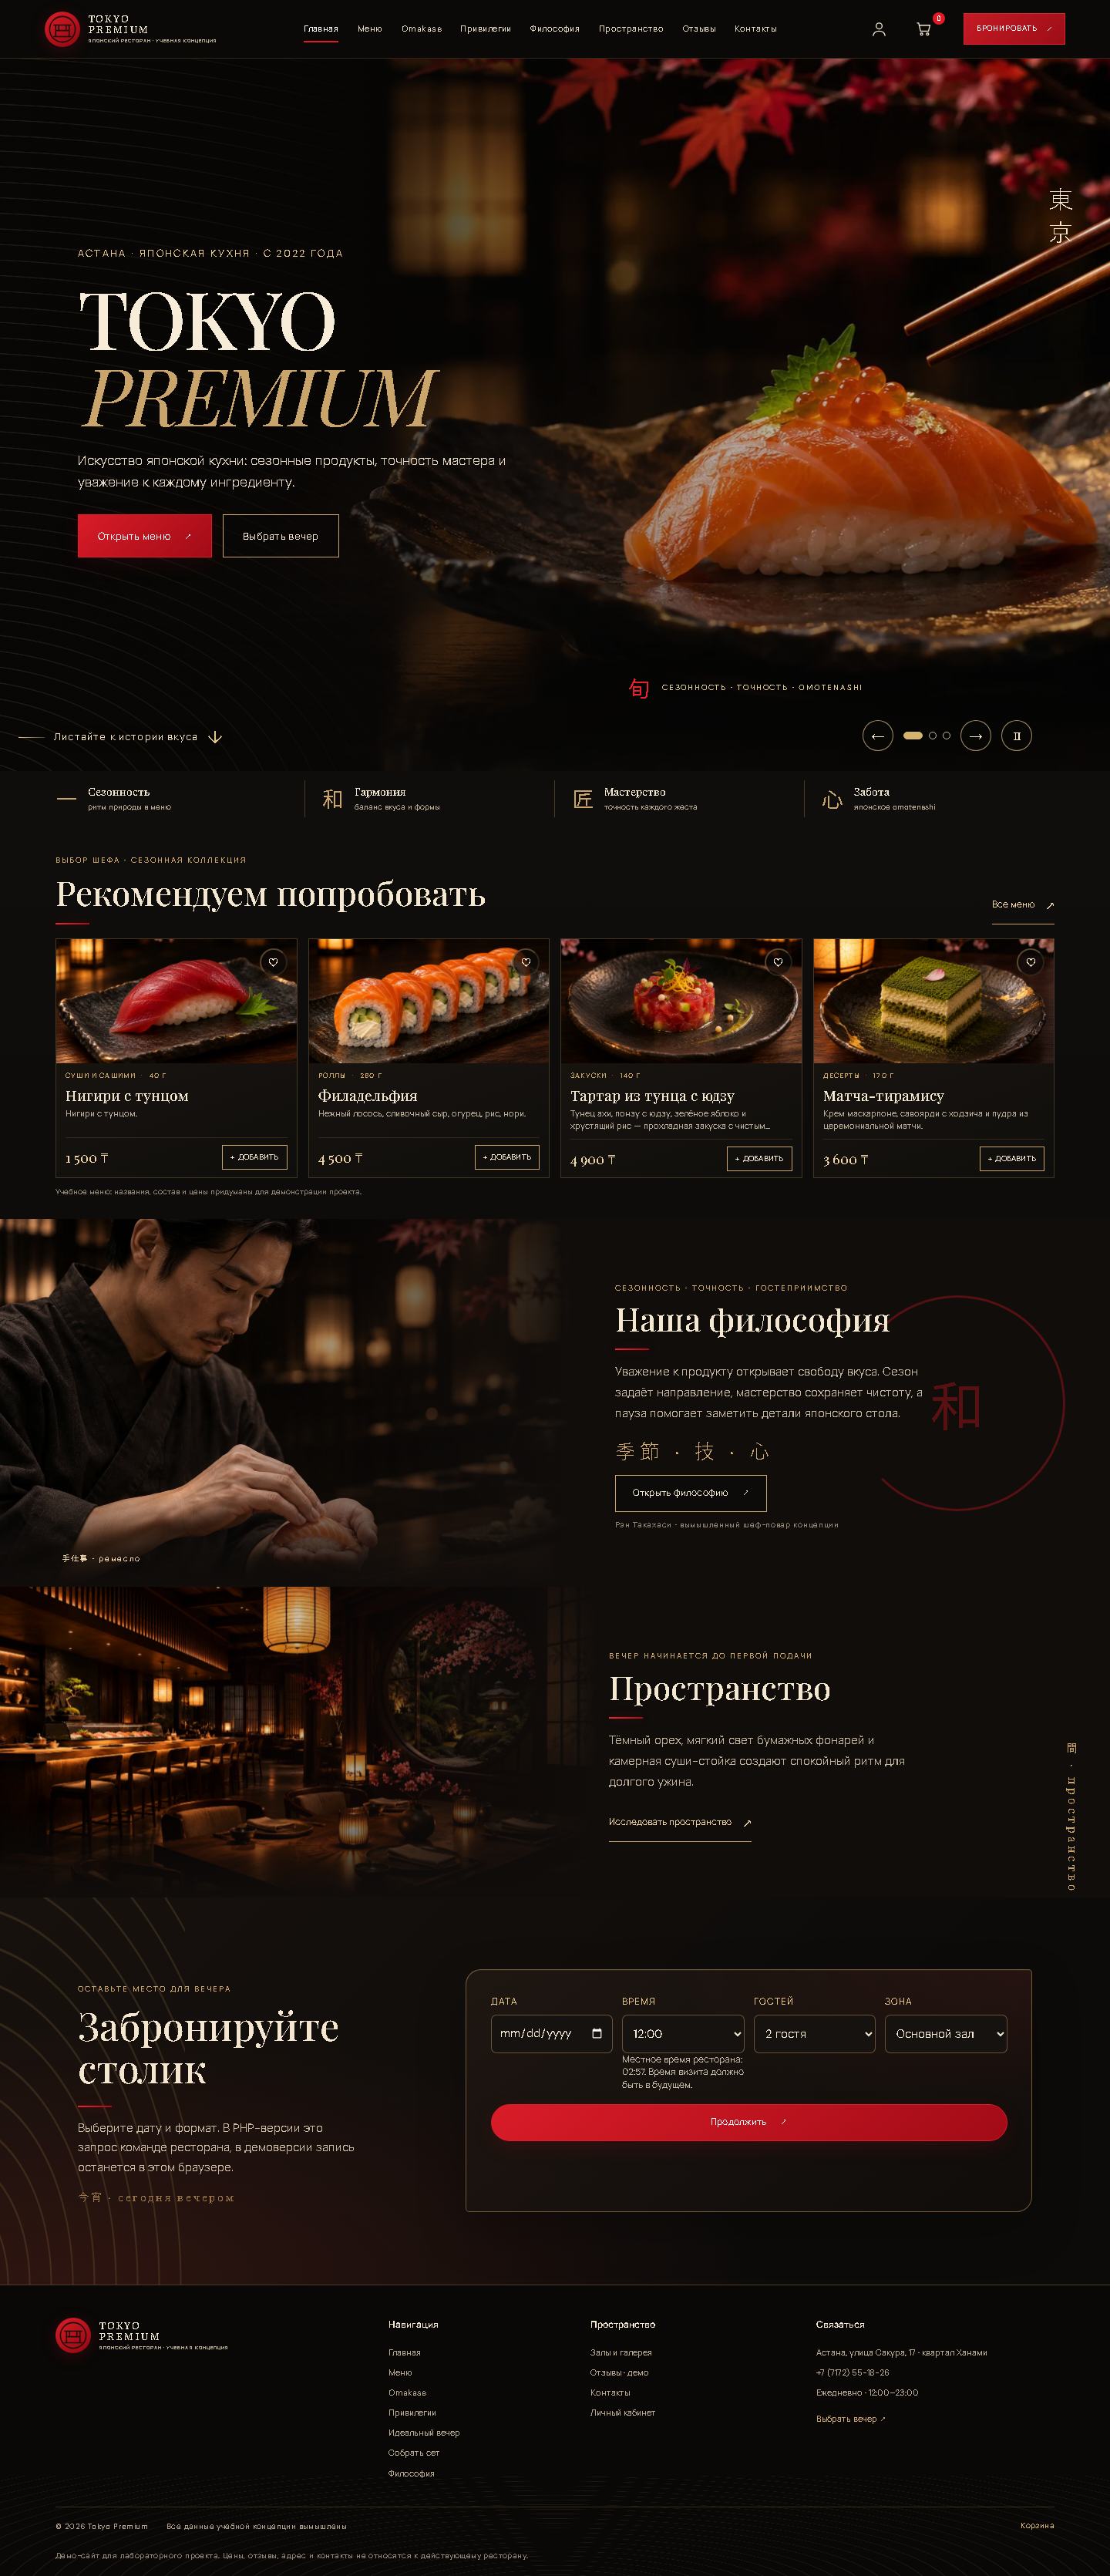 TOKYO
PREMIUM
ЯПОНСКИЙ РЕСТОРАН · УЧЕБНАЯ КОНЦЕПЦИЯ
Главная
Меню
Omakase
Привилегии
Философия
Пространство
Отзывы
Контакты
0
БРОНИРОВАТЬ ↗
東
京
АСТАНА · ЯПОНСКАЯ КУХНЯ · С 2022 ГОДА
TOKYO
PREMIUM
Искусство японской кухни: сезонные продукты, точность мастера и
уважение к каждому ингредиенту.
Открыть меню ↗
Выбрать вечер
旬 СЕЗОННОСТЬ · ТОЧНОСТЬ · OMOTENASHI
Листайте к истории вкуса ↓
← →
一 Сезонность
ритм природы в меню
和 Гармония
баланс вкуса и формы
匠 Мастерство
точность каждого жеста
心 Забота
японское omotenashi
ВЫБОР ШЕФА · СЕЗОННАЯ КОЛЛЕКЦИЯ
Рекомендуем попробовать
Все меню ↗
СУШИ И САШИМИ · 40 Г
Нигири с тунцом
Нигири с тунцом.
1 500 ₸
+ ДОБАВИТЬ
РОЛЛЫ · 280 Г
Филадельфия
Нежный лосось, сливочный сыр, огурец, рис, нори.
4 500 ₸
+ ДОБАВИТЬ
ЗАКУСКИ · 140 Г
Тартар из тунца с юдзу
Тунец ахи, понзу с юдзу, зелёное яблоко и
хрустящий рис — прохладная закуска с чистым…
4 900 ₸
+ ДОБАВИТЬ
ДЕСЕРТЫ · 170 Г
Матча-тирамису
Крем маскарпоне, савоярди с ходзича и пудра из
церемониальной матчи.
3 600 ₸
+ ДОБАВИТЬ
Учебное меню: названия, состав и цены придуманы для демонстрации проекта.
手仕事 · ремесло
СЕЗОННОСТЬ · ТОЧНОСТЬ · ГОСТЕПРИИМСТВО
Наша философия
Уважение к продукту открывает свободу вкуса. Сезон
задаёт направление, мастерство сохраняет чистоту, а
пауза помогает заметить детали японского стола.
和
季節 · 技 · 心
Открыть философию ↗
Рэн Такахаси · вымышленный шеф-повар концепции
ВЕЧЕР НАЧИНАЕТСЯ ДО ПЕРВОЙ ПОДАЧИ
Пространство
Тёмный орех, мягкий свет бумажных фонарей и
камерная суши-стойка создают спокойный ритм для
долгого ужина.
Исследовать пространство ↗
間 · пространство
ОСТАВЬТЕ МЕСТО ДЛЯ ВЕЧЕРА
Забронируйте
столик
Выберите дату и формат. В PHP-версии это
запрос команде ресторана, в демоверсии запись
останется в этом браузере.
今宵 · сегодня вечером
ДАТА
mm/dd/yyyy
ВРЕМЯ
12:00
Местное время ресторана:
02:57. Время визита должно
быть в будущем.
ГОСТЕЙ
2 гостя
ЗОНА
Основной зал
Продолжить ↗
TOKYO
PREMIUM
ЯПОНСКИЙ РЕСТОРАН · УЧЕБНАЯ КОНЦЕПЦИЯ
Навигация
Главная
Меню
Omakase
Привилегии
Идеальный вечер
Собрать сет
Философия
Пространство
Залы и галерея
Отзывы · демо
Контакты
Личный кабинет
Связаться
Астана, улица Сакура, 17 · квартал Ханами
+7 (7172) 55-18-26
Ежедневно · 12:00–23:00
Выбрать вечер ↗
© 2026 Tokyo Premium
Все данные учебной концепции вымышлены
Корзина
Демо-сайт для лабораторного проекта. Цены, отзывы, адрес и контакты не относятся к действующему ресторану.